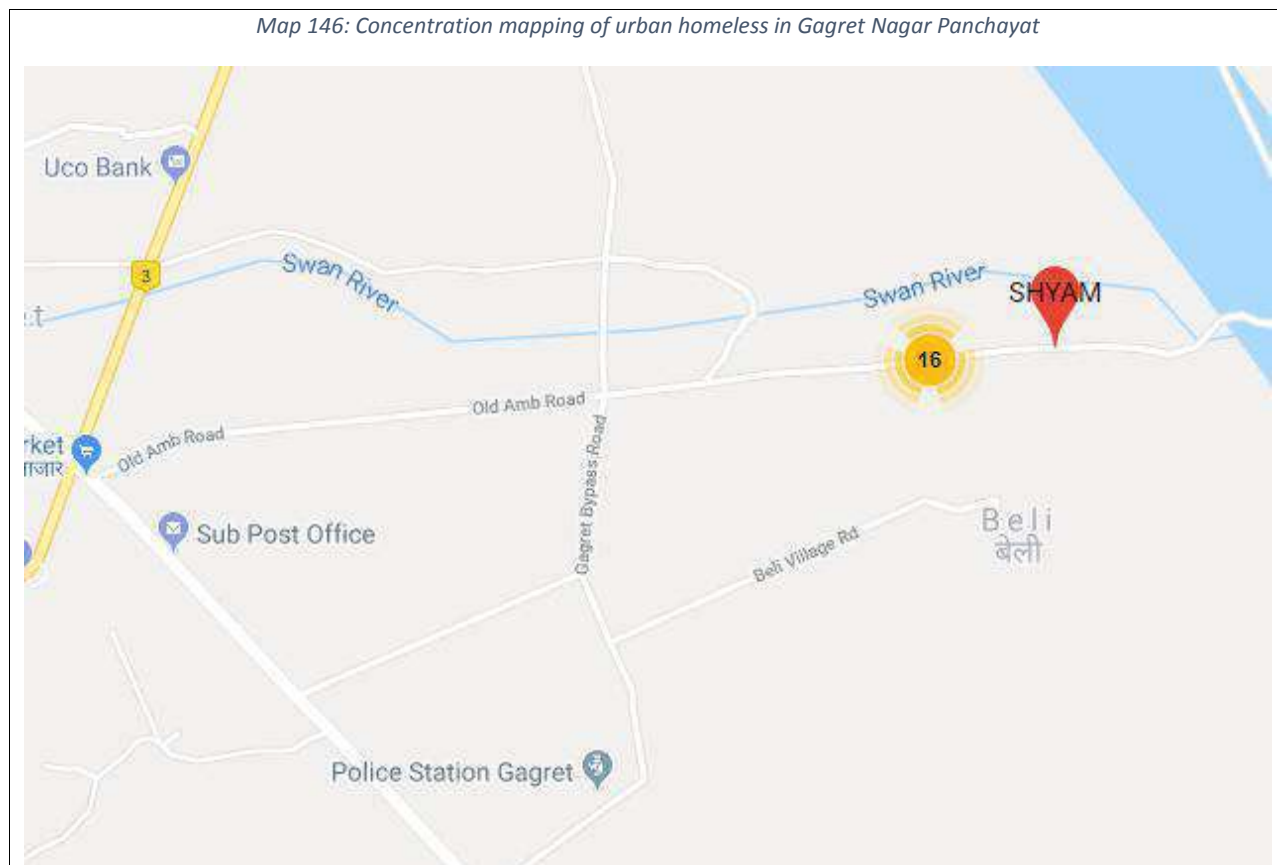 Map 146: Concentration mapping of urban homeless in Gagret Nagar Panchayat
Uco Bank
3
Swan River
Swan River
SHYAM
16
Old Amb Road
Old Amb Road
Gagret Bypass Road
Sub Post Office
Beli
बेली
Beli Village Rd
Police Station Gagret